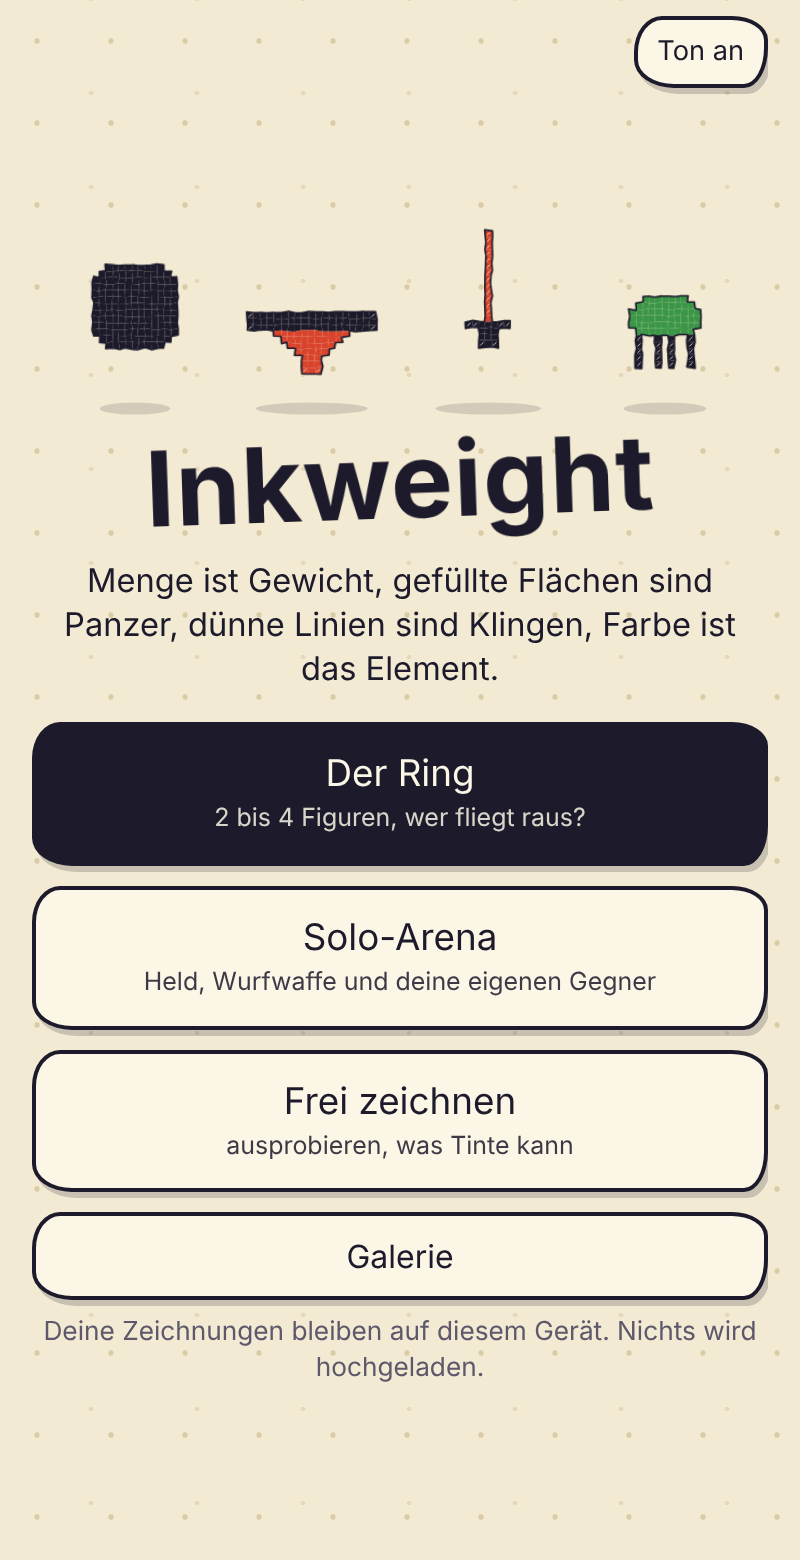 Ton an
Inkweight
Menge ist Gewicht, gefüllte Flächen sind
Panzer, dünne Linien sind Klingen, Farbe ist
das Element.
Der Ring
2 bis 4 Figuren, wer fliegt raus?
Solo-Arena
Held, Wurfwaffe und deine eigenen Gegner
Frei zeichnen
ausprobieren, was Tinte kann
Galerie
Deine Zeichnungen bleiben auf diesem Gerät. Nichts wird
hochgeladen.